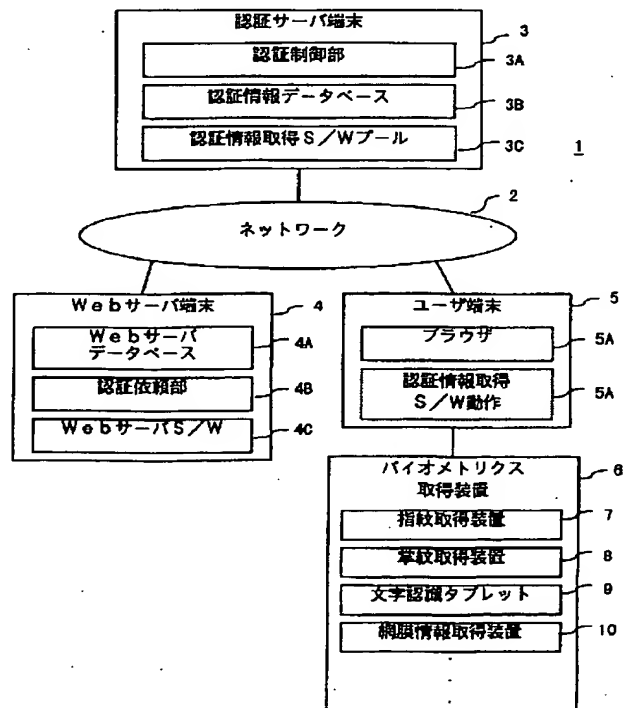 認証サーバ端末
3
認証制御部
3A
認証情報データベース
3B
認証情報取得S/Wプール
3C
1
2
ネットワーク
Webサーバ端末
4
Webサーバ
データベース
4A
認証依頼部
4B
WebサーバS/W
4C
ユーザ端末
5
ブラウザ
5A
認証情報取得
S/W動作
5A
バイオメトリクス
取得装置
6
指紋取得装置
7
掌紋取得装置
8
文字認識タブレット
9
網膜情報取得装置
10